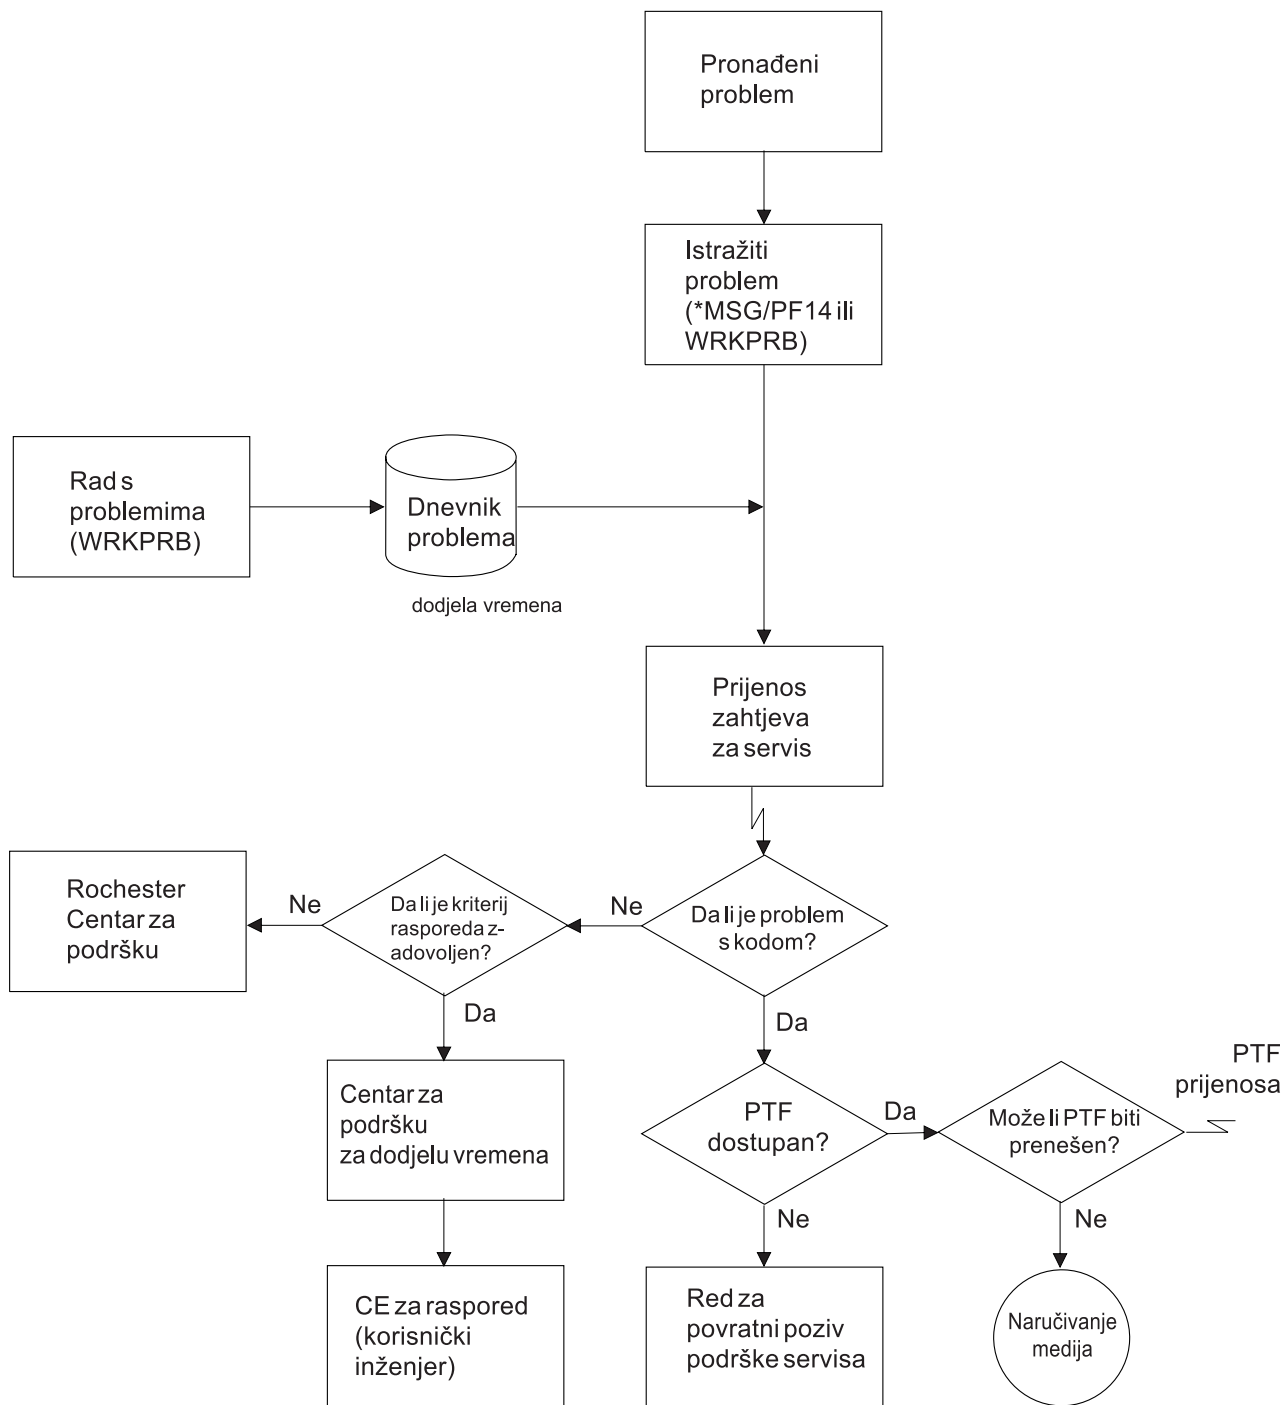 Pronađeni
problem
Istražiti
problem
(*MSG/PF14 ili
WRKPRB)
Rad s
problemima
(WRKPRB)
Dnevnik
problema
dodjela vremena
Prijenos
zahtjeva
za servis
Rochester
Centar za
podršku
Ne
Da li je kriterij
rasporeda z-
adovoljen?
Ne
Da li je problem
s kodom?
Da
Da
Centar za
podršku
za dodjelu vremena
PTF
dostupan?
Da
Može li PTF biti
prenešen?
PTF
prijenosa
Ne
Ne
CE za raspored
(korisnički
inženjer)
Red za
povratni poziv
podrške servisa
Naručivanje
medija